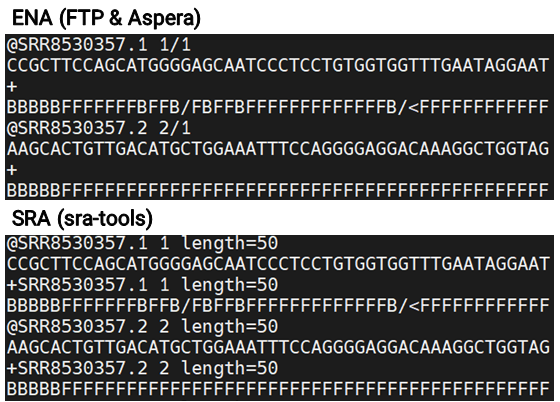 ENA (FTP & Aspera)
@SRR8530357.1 1/1
CCGCTTCCAGCATGGGGAGCAATCCCTCCTGTGGTGGTTTGAATAGGAAT
+
BBBBBFFFFFFFBFFB/FBFFBFFFFFFFFFFFFFB/<FFFFFFFFFFFF
@SRR8530357.2 2/1
AAGCACTGTTGACATGCTGGAAATTTCCAGGGGAGGACAAAGGCTGGTAG
+
BBBBBFFFFFFFFFFFFFFFFFFFFFFFFFFFFFFFFFFFFFFFFFFFFF
SRA (sra-tools)
@SRR8530357.1 1 length=50
CCGCTTCCAGCATGGGGAGCAATCCCTCCTGTGGTGGTTTGAATAGGAAT
+SRR8530357.1 1 length=50
BBBBBFFFFFFFBFFB/FBFFBFFFFFFFFFFFFFB/<FFFFFFFFFFFF
@SRR8530357.2 2 length=50
AAGCACTGTTGACATGCTGGAAATTTCCAGGGGAGGACAAAGGCTGGTAG
+SRR8530357.2 2 length=50
BBBBBFFFFFFFFFFFFFFFFFFFFFFFFFFFFFFFFFFFFFFFFFFFFF